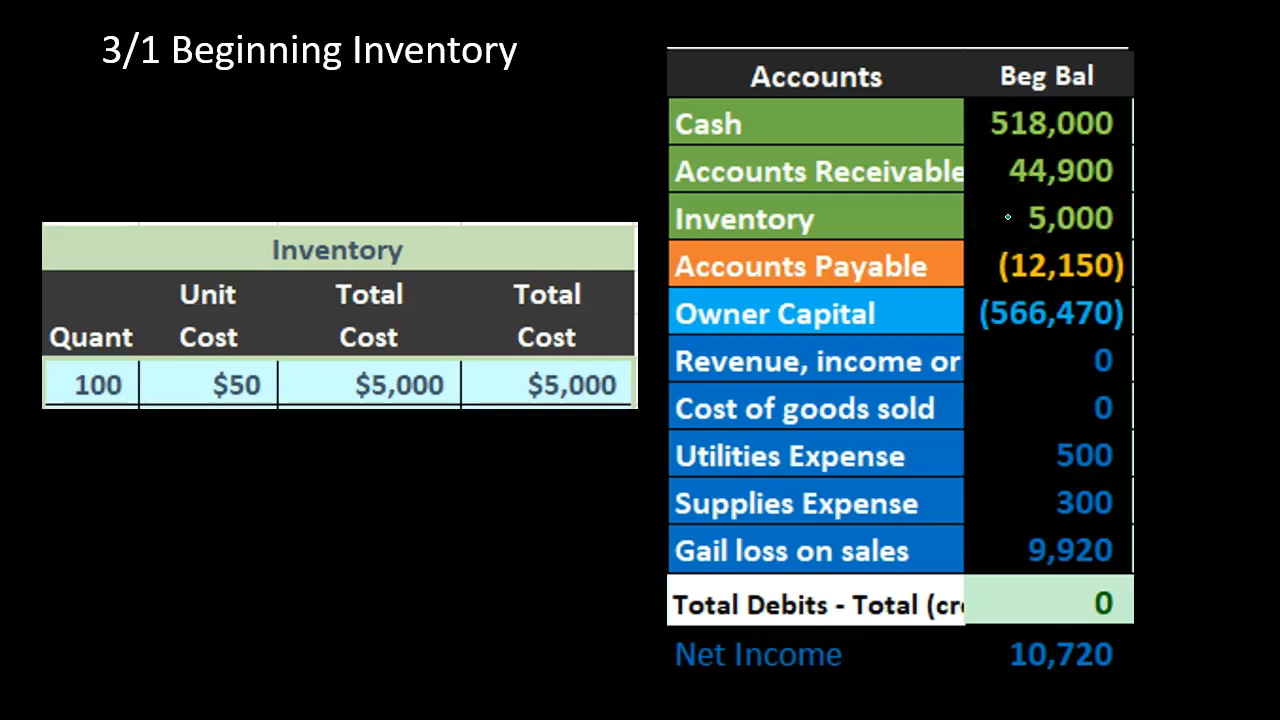 3/1 Beginning Inventory
Inventory
Quant Unit Cost Total Cost Total Cost
100 $50 $5,000 $5,000
Accounts Beg Bal
Cash 518,000
Accounts Receivable 44,900
Inventory 5,000
Accounts Payable (12,150)
Owner Capital (566,470)
Revenue, income or 0
Cost of goods sold 0
Utilities Expense 500
Supplies Expense 300
Gail loss on sales 9,920
Total Debits - Total (cre 0
Net Income 10,720